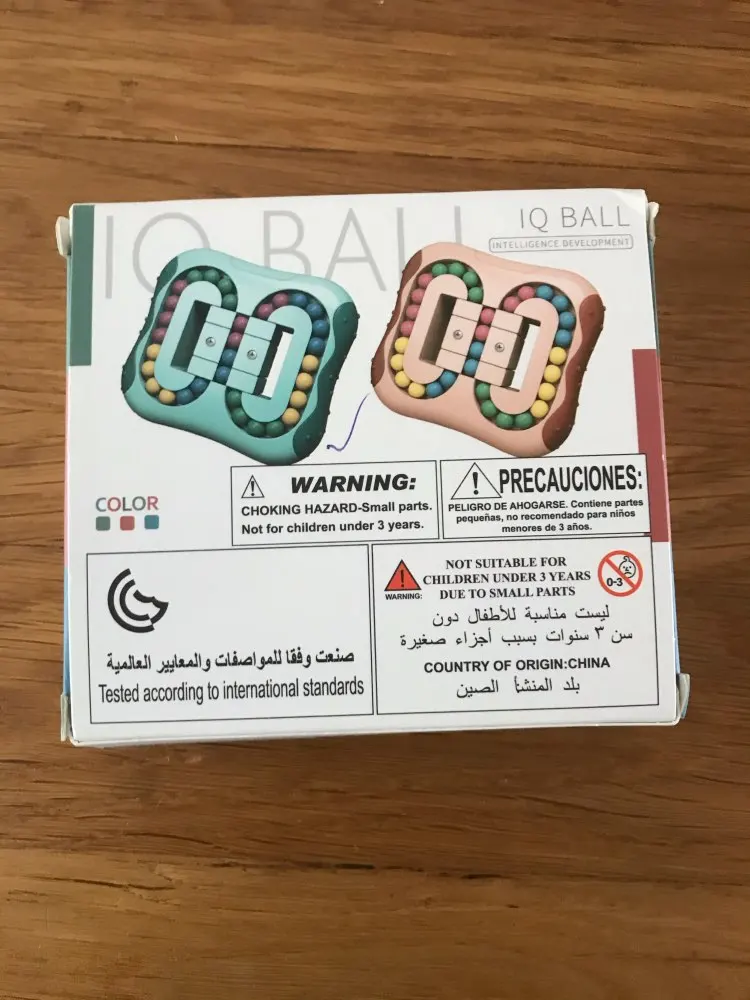 IQ BALL
IQ BALL
INTELLIGENCE DEVELOPMENT
COLOR
WARNING:
CHOKING HAZARD-Small parts.
Not for children under 3 years.
PRECAUCIONES:
PELIGRO DE AHOGARSE. Contiene partes
pequeñas, no recomendado para niños
menores de 3 años.
صنعت وفقا للمواصفات والمعايير العالمية
Tested according to international standards
WARNING:
NOT SUITABLE FOR
CHILDREN UNDER 3 YEARS
DUE TO SMALL PARTS
0-3
ليست مناسبة للأطفال دون
سن ٣ سنوات بسبب أجزاء صغيرة
COUNTRY OF ORIGIN:CHINA
بلد المنشأ الصين